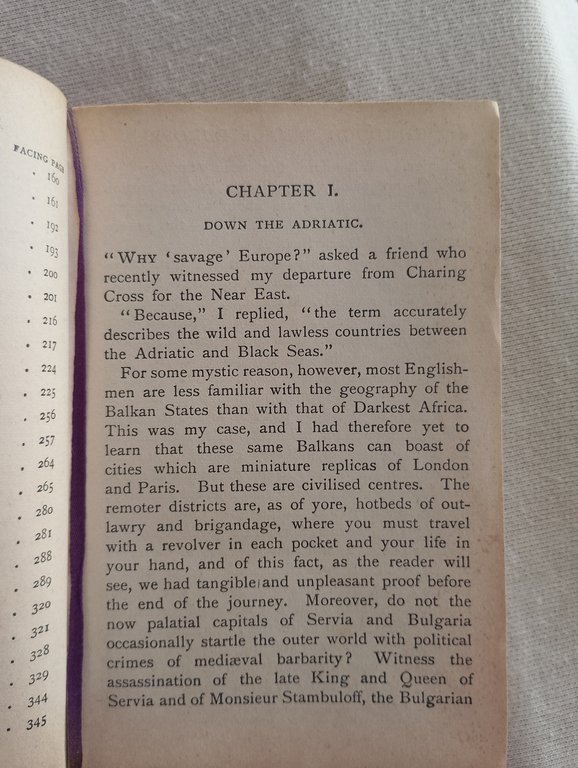 FACING PAGE
160
161
192
193
200
201
216
217
224
225
256
257
264
265
280
281
288
289
320
321
328
329
344
345
CHAPTER I.
DOWN THE ADRIATIC.
"WHY 'savage' Europe?" asked a friend who
recently witnessed my departure from Charing
Cross for the Near East.
"Because," I replied, "the term accurately
describes the wild and lawless countries between
the Adriatic and Black Seas."
For some mystic reason, however, most English-
men are less familiar with the geography of the
Balkan States than with that of Darkest Africa.
This was my case, and I had therefore yet to
learn that these same Balkans can boast of
cities which are miniature replicas of London
and Paris. But these are civilised centres. The
remoter districts are, as of yore, hotbeds of out-
lawry and brigandage, where you must travel
with a revolver in each pocket and your life in
your hand, and of this fact, as the reader will
see, we had tangible and unpleasant proof before
the end of the journey. Moreover, do not the
now palatial capitals of Servia and Bulgaria
occasionally startle the outer world with political
crimes of mediæval barbarity? Witness the
assassination of the late King and Queen of
Servia and of Monsieur Stambuloff, the Bulgarian